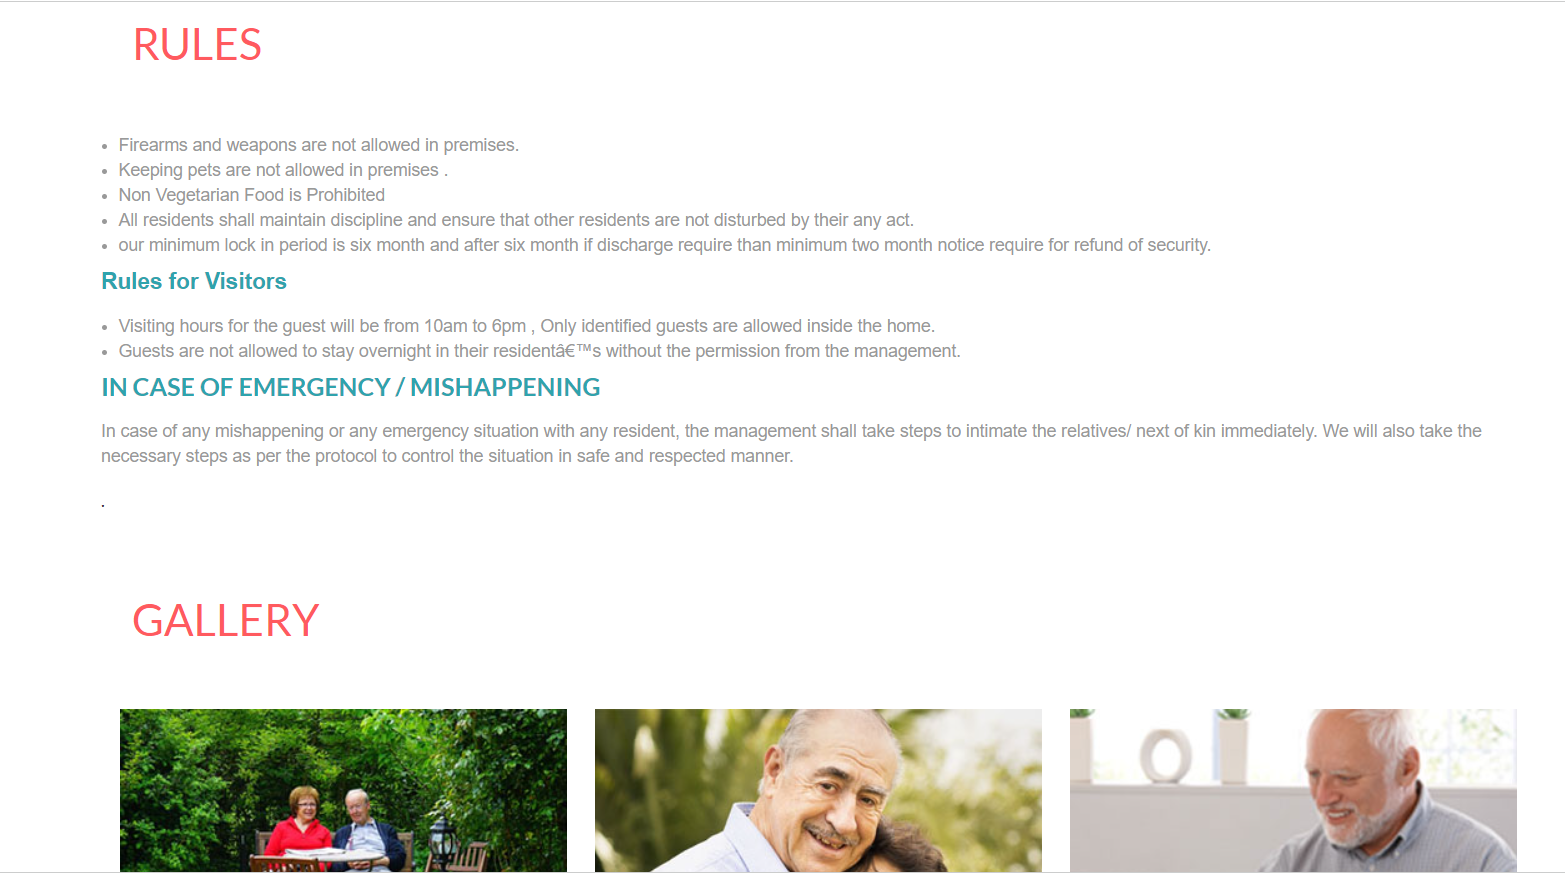 RULES
Firearms and weapons are not allowed in premises.
Keeping pets are not allowed in premises .
Non Vegetarian Food is Prohibited
All residents shall maintain discipline and ensure that other residents are not disturbed by their any act.
our minimum lock in period is six month and after six month if discharge require than minimum two month notice require for refund of security.
Rules for Visitors
Visiting hours for the guest will be from 10am to 6pm , Only identified guests are allowed inside the home.
Guests are not allowed to stay overnight in their residentâ€™s without the permission from the management.
IN CASE OF EMERGENCY / MISHAPPENING
In case of any mishappening or any emergency situation with any resident, the management shall take steps to intimate the relatives/ next of kin immediately. We will also take the
necessary steps as per the protocol to control the situation in safe and respected manner.
.
GALLERY